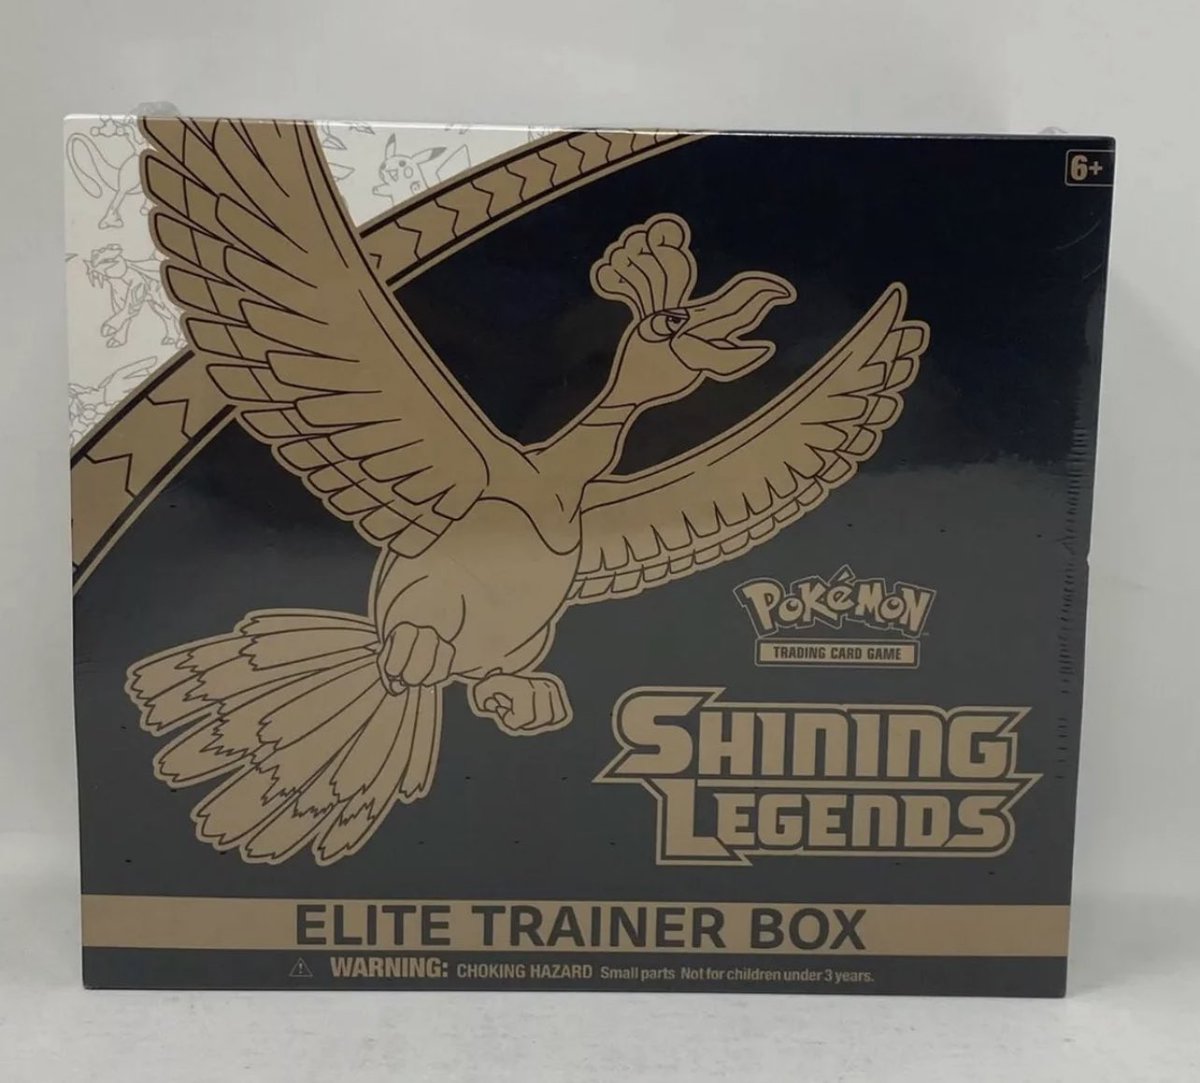 6+
POKéMON
TRADING CARD GAME
SHINING
LEGENDS
ELITE TRAINER BOX
WARNING: CHOKING HAZARD Small parts Not for children under 3 years.